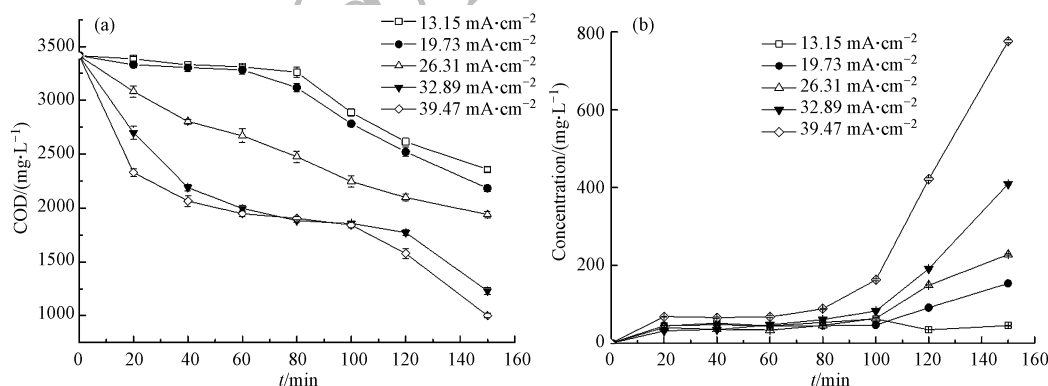 (a)
13.15 mA·cm⁻²
19.73 mA·cm⁻²
26.31 mA·cm⁻²
32.89 mA·cm⁻²
39.47 mA·cm⁻²
3500
3000
2500
2000
1500
1000
COD/(mg·L⁻¹)
0 20 40 60 80 100 120 140 160
t/min
(b)
13.15 mA·cm⁻²
19.73 mA·cm⁻²
26.31 mA·cm⁻²
32.89 mA·cm⁻²
39.47 mA·cm⁻²
800
600
400
200
0
Concentration/(mg·L⁻¹)
0 20 40 60 80 100 120 140 160
t/min